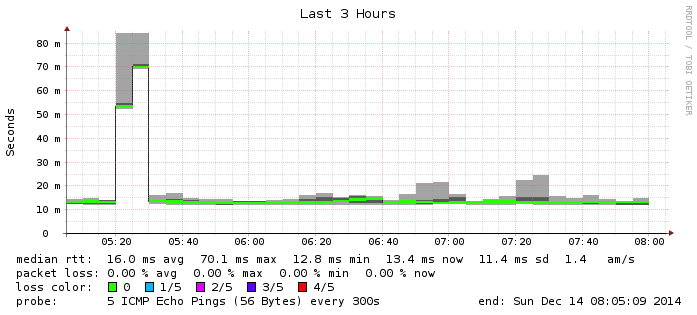 Last 3 Hours
RRDTOOL / TOBI OETIKER
Seconds
80 m
70 m
60 m
50 m
40 m
30 m
20 m
10 m
0
05:20 05:40 06:00 06:20 06:40 07:00 07:20 07:40 08:00
median rtt: 16.0 ms avg 70.1 ms max 12.8 ms min 13.4 ms now 11.4 ms sd 1.4 am/s
packet loss: 0.00 % avg 0.00 % max 0.00 % min 0.00 % now
loss color: 0 1/5 2/5 3/5 4/5
probe: 5 ICMP Echo Pings (56 Bytes) every 300s end: Sun Dec 14 08:05:09 2014